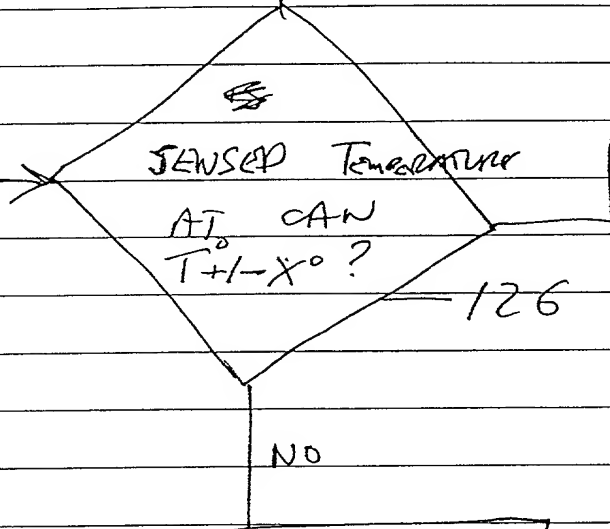 SENSED TEMPERATURE
AT CAN
T° +/- X° ?
126
NO